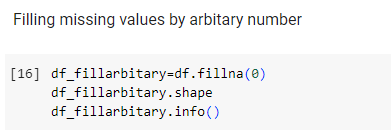 Filling missing values by arbitary number
[16] df_fillarbitary=df.fillna(0)
df_fillarbitary.shape
df_fillarbitary.info()